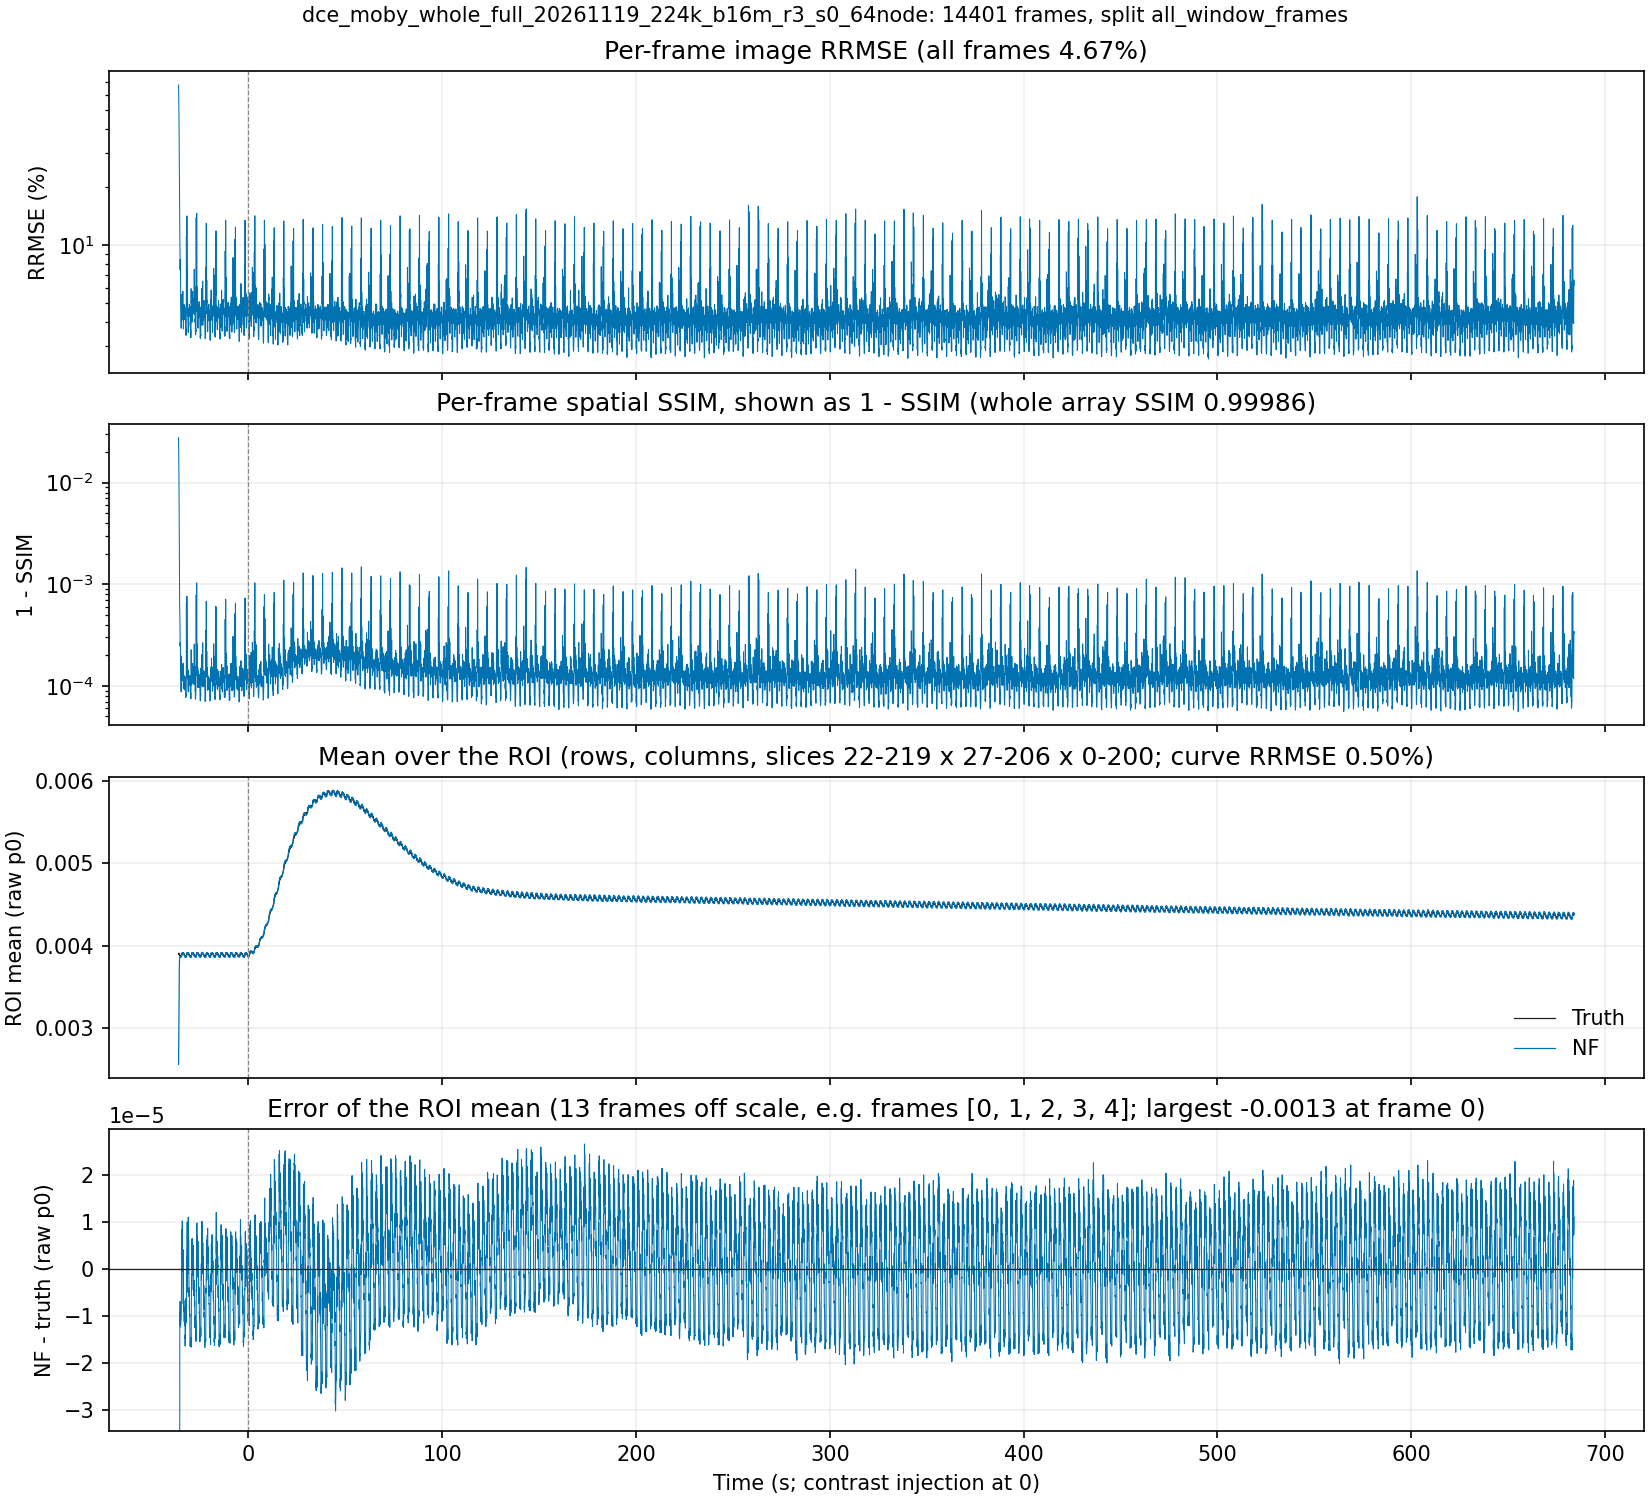 dce_moby_whole_full_20261119_224k_b16m_r3_s0_64node: 14401 frames, split all_window_frames
Per-frame image RRMSE (all frames 4.67%)
RRMSE (%)
10¹
Per-frame spatial SSIM, shown as 1 - SSIM (whole array SSIM 0.99986)
1 - SSIM
10⁻²
10⁻³
10⁻⁴
Mean over the ROI (rows, columns, slices 22-219 x 27-206 x 0-200; curve RRMSE 0.50%)
ROI mean (raw p0)
0.006
0.005
0.004
0.003
Truth
NF
1e−5
Error of the ROI mean (13 frames off scale, e.g. frames [0, 1, 2, 3, 4]; largest -0.0013 at frame 0)
NF - truth (raw p0)
2
1
0
−1
−2
−3
0 100 200 300 400 500 600 700
Time (s; contrast injection at 0)